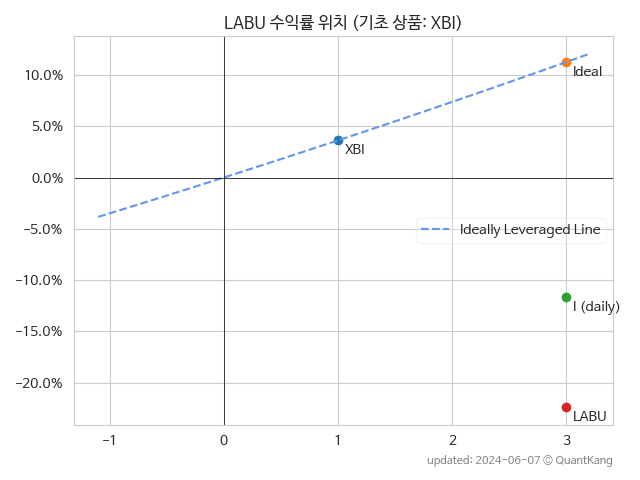 LABU 수익률 위치 (기초 상품: XBI)
10.0%
5.0%
0.0%
−5.0%
−10.0%
−15.0%
−20.0%
Ideal
XBI
Ideally Leveraged Line
I (daily)
LABU
−1
0
1
2
3
updated: 2024-06-07 © QuantKang